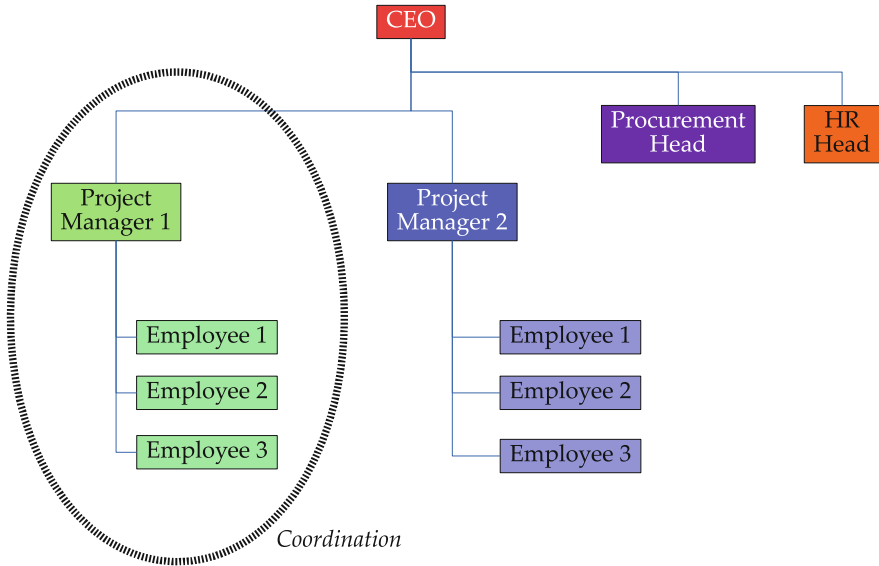 CEO
Procurement
Head
HR
Head
Project
Manager 1
Project
Manager 2
Employee 1
Employee 2
Employee 3
Employee 1
Employee 2
Employee 3
Coordination